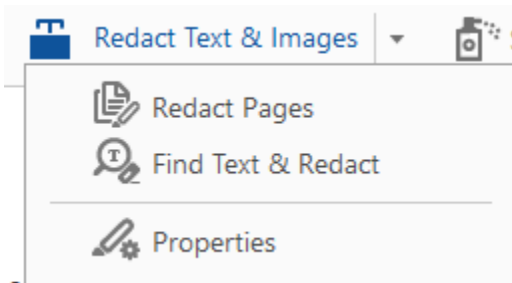 Redact Text & Images
Redact Pages
Find Text & Redact
Properties